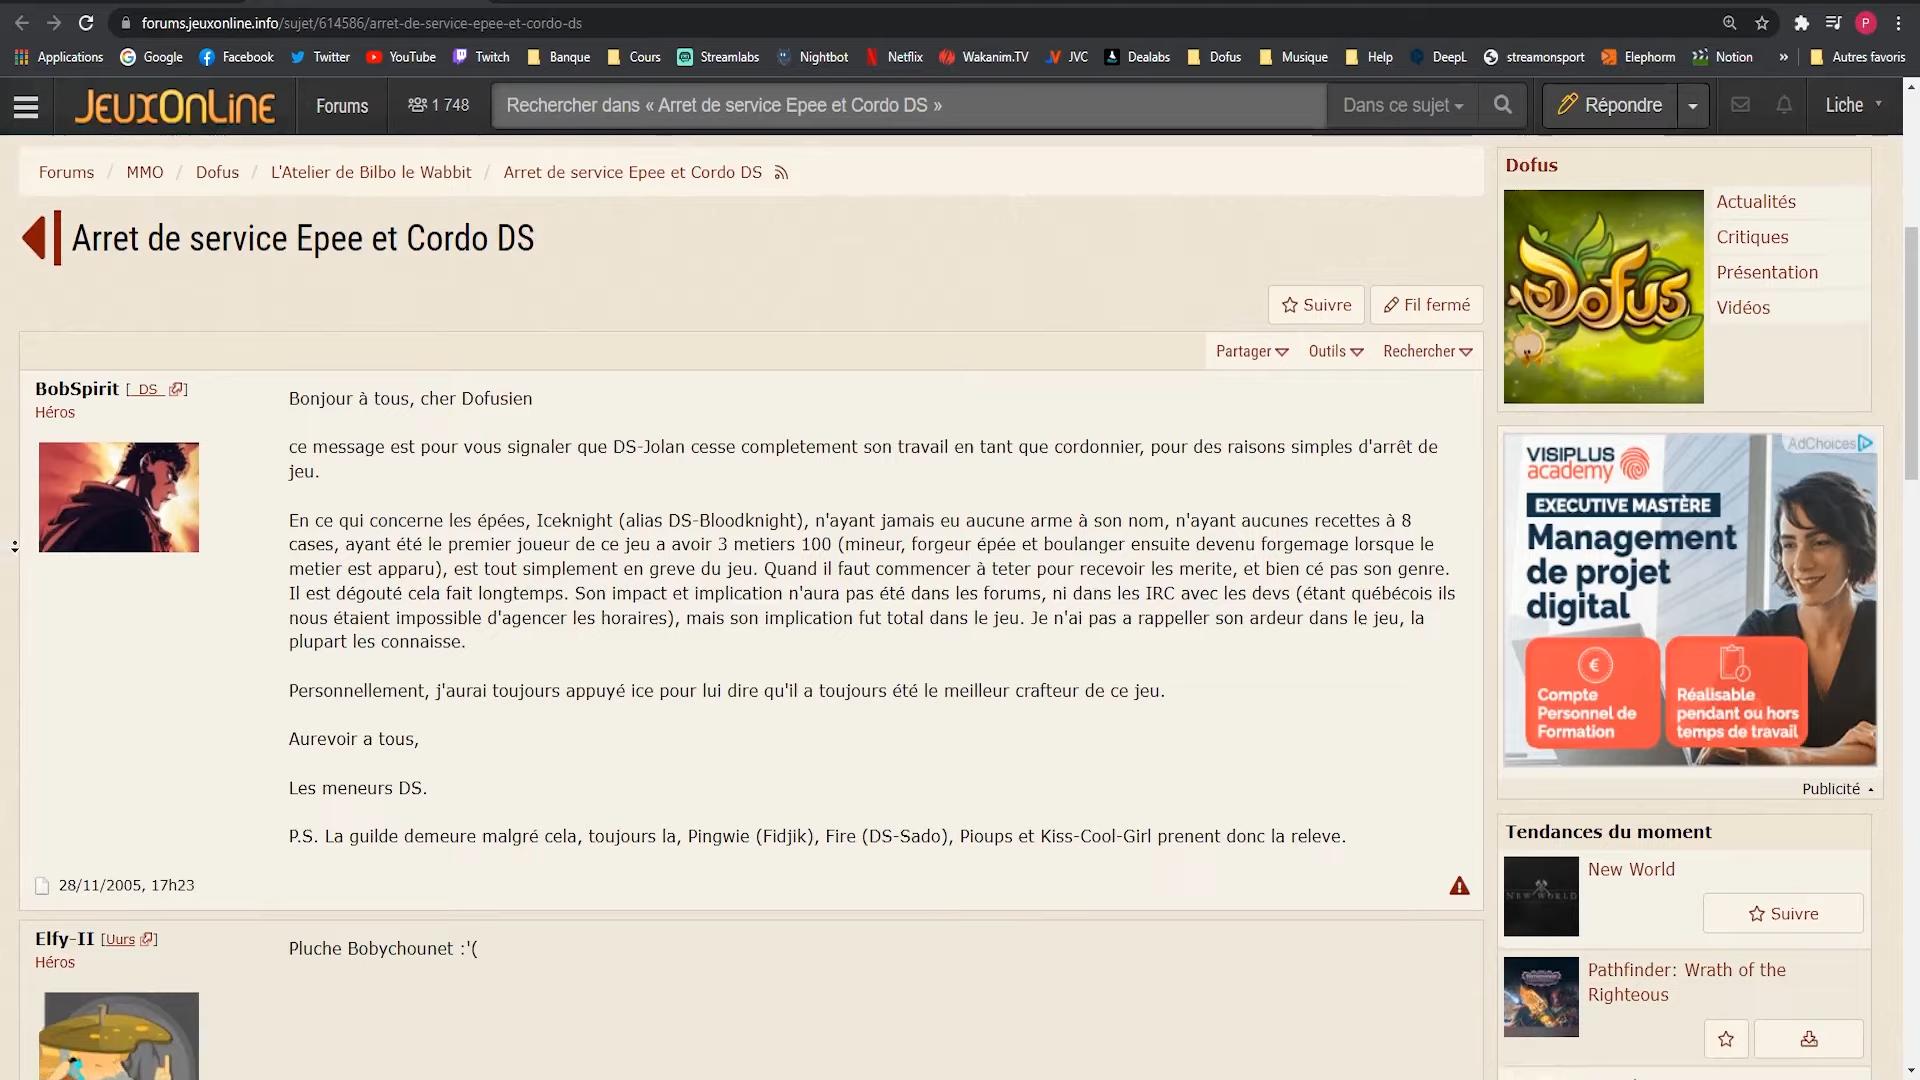 forums.jeuxonline.info/sujet/614586/arret-de-service-epee-et-cordo-ds
P
Applications Google Facebook Twitter YouTube Twitch Banque Cours Streamlabs Nightbot Netflix Wakanim.TV JVC Dealabs Dofus Musique Help DeepL streamonsport Elephorm Notion » Autres favoris
JEUXONLINE Forums 1 748 Rechercher dans « Arret de service Epee et Cordo DS » Dans ce sujet Répondre Liche
Forums / MMO / Dofus / L'Atelier de Bilbo le Wabbit / Arret de service Epee et Cordo DS
Arret de service Epee et Cordo DS
Suivre Fil fermé
Partager Outils Rechercher
BobSpirit [_DS_]
Héros
Bonjour à tous, cher Dofusien
ce message est pour vous signaler que DS-Jolan cesse completement son travail en tant que cordonnier, pour des raisons simples d'arrêt de
jeu.
En ce qui concerne les épées, Iceknight (alias DS-Bloodknight), n'ayant jamais eu aucune arme à son nom, n'ayant aucunes recettes à 8
cases, ayant été le premier joueur de ce jeu a avoir 3 metiers 100 (mineur, forgeur épée et boulanger ensuite devenu forgemage lorsque le
metier est apparu), est tout simplement en greve du jeu. Quand il faut commencer à teter pour recevoir les merite, et bien cé pas son genre.
Il est dégouté cela fait longtemps. Son impact et implication n'aura pas été dans les forums, ni dans les IRC avec les devs (étant québécois ils
nous étaient impossible d'agencer les horaires), mais son implication fut total dans le jeu. Je n'ai pas a rappeller son ardeur dans le jeu, la
plupart les connaisse.
Personnellement, j'aurai toujours appuyé ice pour lui dire qu'il a toujours été le meilleur crafteur de ce jeu.
Aurevoir a tous,
Les meneurs DS.
P.S. La guilde demeure malgré cela, toujours la, Pingwie (Fidjik), Fire (DS-Sado), Pioups et Kiss-Cool-Girl prenent donc la releve.
28/11/2005, 17h23
Elfy-II [Uurs]
Héros
Pluche Bobychounet :'(
Dofus
DOFUS
Actualités
Critiques
Présentation
Vidéos
AdChoices
VISIPLUS
academy
EXECUTIVE MASTÈRE
Management
de projet
digital
€
Compte
Personnel de
Formation
Réalisable
pendant ou hors
temps de travail
Publicité
Tendances du moment
NEW WORLD
New World
Suivre
Pathfinder: Wrath of the
Righteous